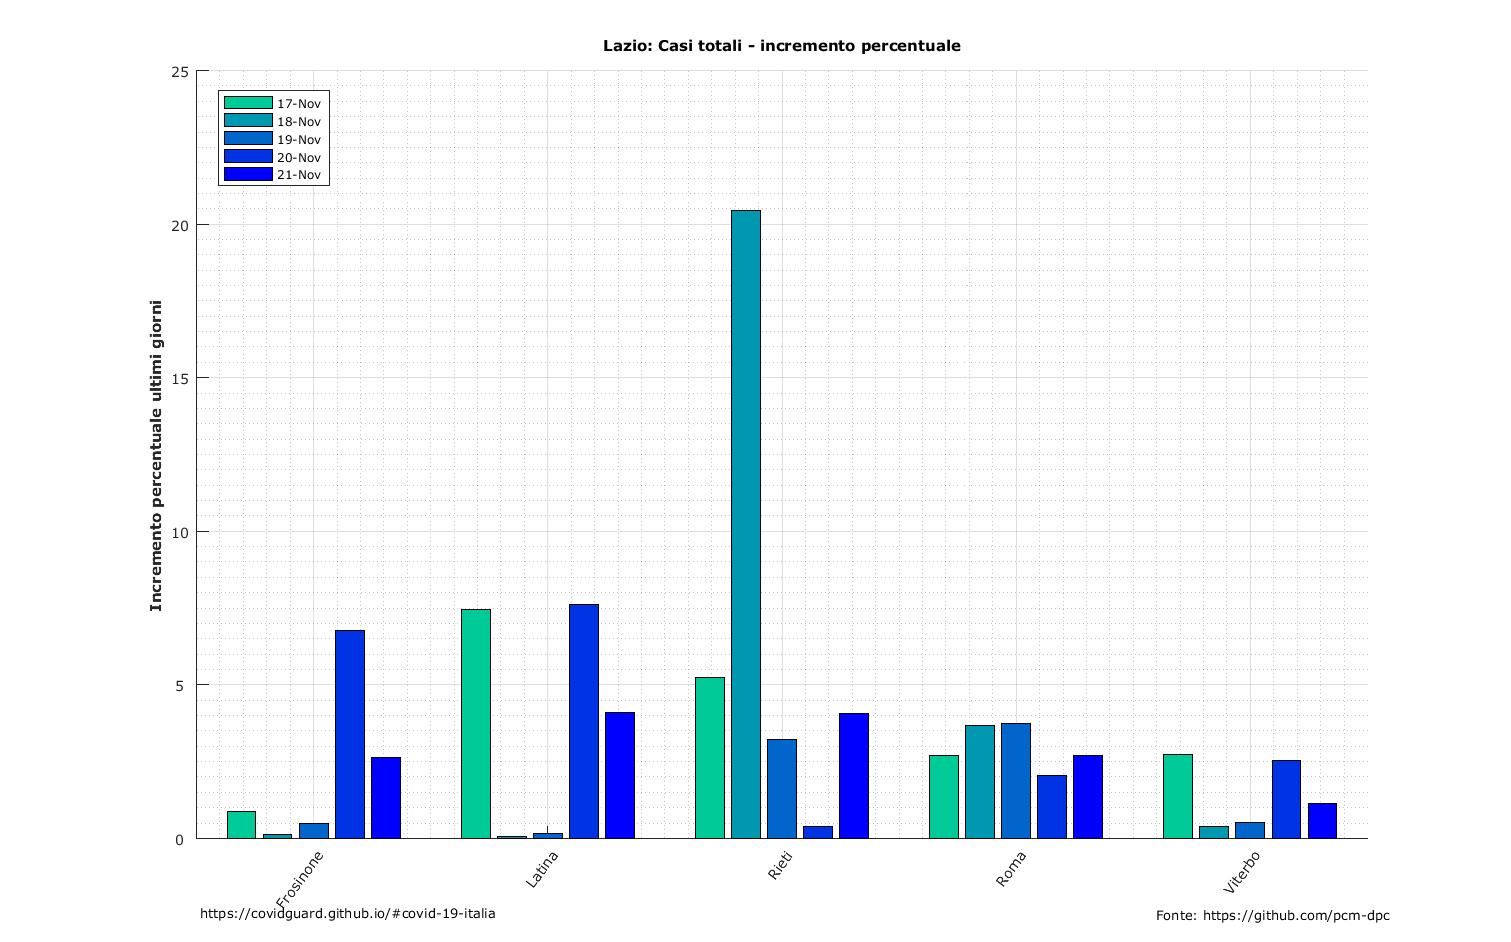 Lazio: Casi totali - incremento percentuale
Incremento percentuale ultimi giorni
25
20
15
10
5
0
17-Nov
18-Nov
19-Nov
20-Nov
21-Nov
Frosinone
Latina
Rieti
Roma
Viterbo
https://covidguard.github.io/#covid-19-italia
Fonte: https://github.com/pcm-dpc